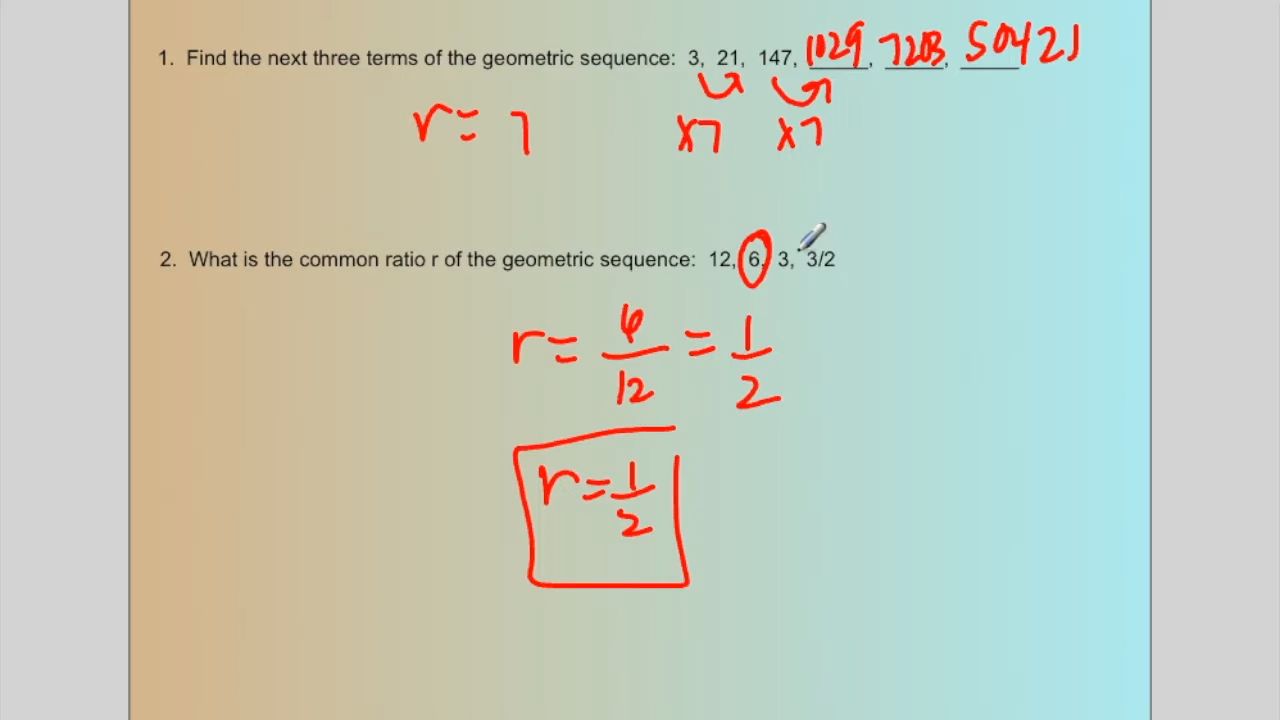 1. Find the next three terms of the geometric sequence: 3, 21, 147, 1029, 7203, 50421
r = 7 x7 x7
2. What is the common ratio r of the geometric sequence: 12, 6, 3, 3/2
r = 6/12 = 1/2
r = 1/2